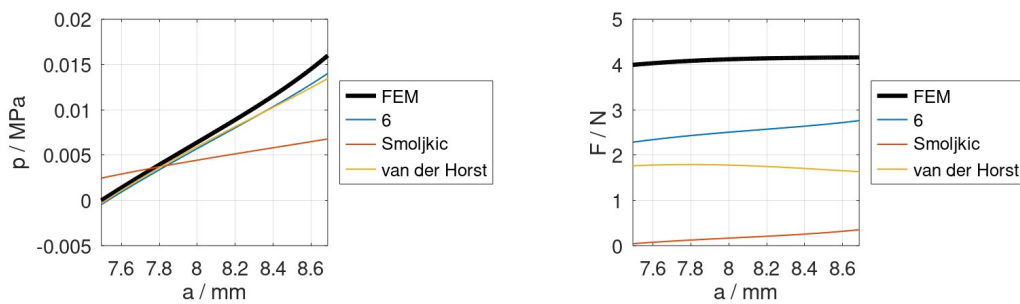 0.02
0.015
0.01
0.005
0
-0.005
p / MPa
7.6 7.8 8 8.2 8.4 8.6
a / mm
FEM
6
Smoljkic
van der Horst
5
4
3
2
1
0
F / N
7.6 7.8 8 8.2 8.4 8.6
a / mm
FEM
6
Smoljkic
van der Horst